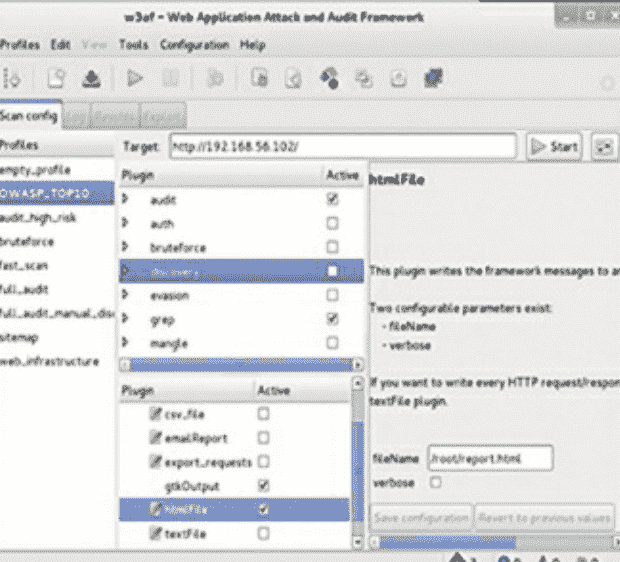 w3af - Web Application Attack and Audit Framework
Profiles Edit View Tools Configuration Help
Scan config Log Results Exploit
Profiles
empty_profile
OWASP_TOP10
audit_high_risk
bruteforce
fast_scan
full_audit
full_audit_manual_disc
sitemap
web_infrastructure
Target: http://192.168.56.102/ Start
Plugin Active
audit
auth
bruteforce
discovery
evasion
grep
mangle
Plugin Active
csv_file
emailReport
export_requests
gtkOutput
htmlFile
textFile
htmlFile
This plugin writes the framework messages to an
Two configurable parameters exist:
- fileName
- verbose
If you want to write every HTTP request/respon
textFile plugin.
fileName /root/report.html
verbose
Save configuration Revert to previous values